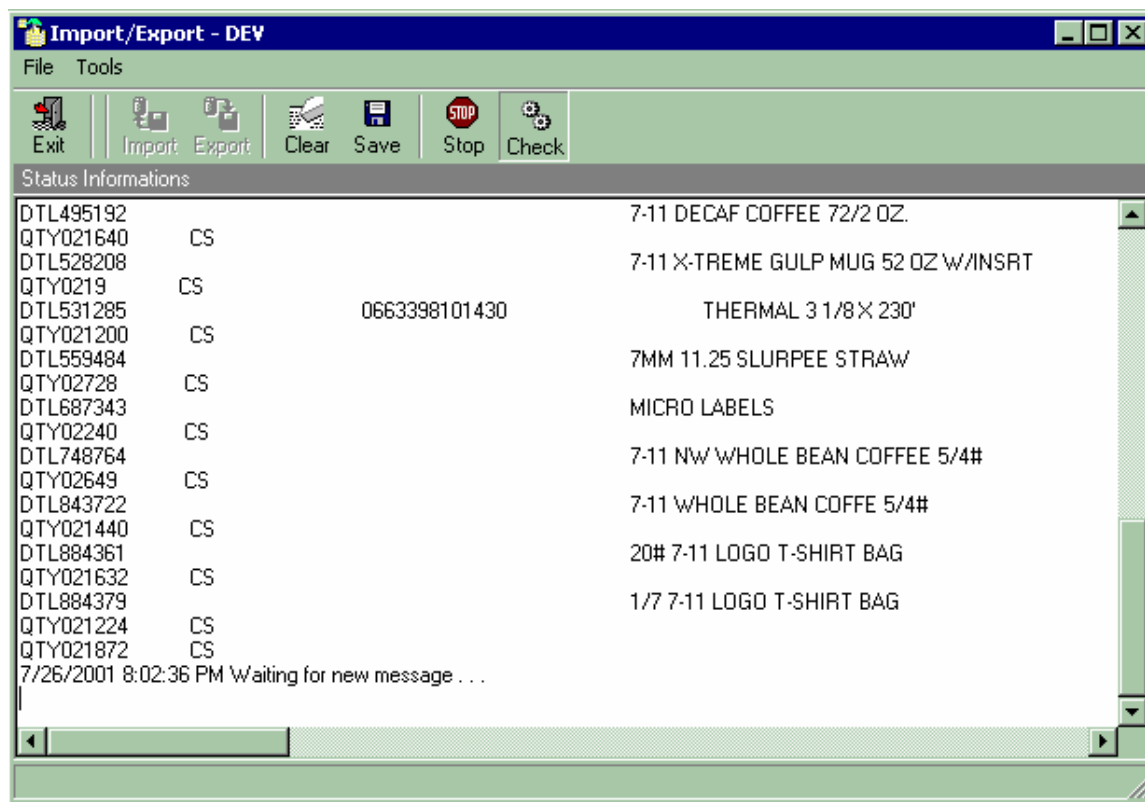 Import/Export - DEV
File Tools
Exit Import Export Clear Save STOP Stop Check
Status Informations
DTL495192 7-11 DECAF COFFEE 72/2 OZ.
QTY021640 CS
DTL528208 7-11 X-TREME GULP MUG 52 OZ W/INSRT
QTY0219 CS
DTL531285 0663398101430 THERMAL 3 1/8 X 230'
QTY021200 CS
DTL559484 7MM 11.25 SLURPEE STRAW
QTY02728 CS
DTL687343 MICRO LABELS
QTY02240 CS
DTL748764 7-11 NW WHOLE BEAN COFFEE 5/4#
QTY02649 CS
DTL843722 7-11 WHOLE BEAN COFFE 5/4#
QTY021440 CS
DTL884361 20# 7-11 LOGO T-SHIRT BAG
QTY021632 CS
DTL884379 1/7 7-11 LOGO T-SHIRT BAG
QTY021224 CS
QTY021872 CS
7/26/2001 8:02:36 PM Waiting for new message . . .